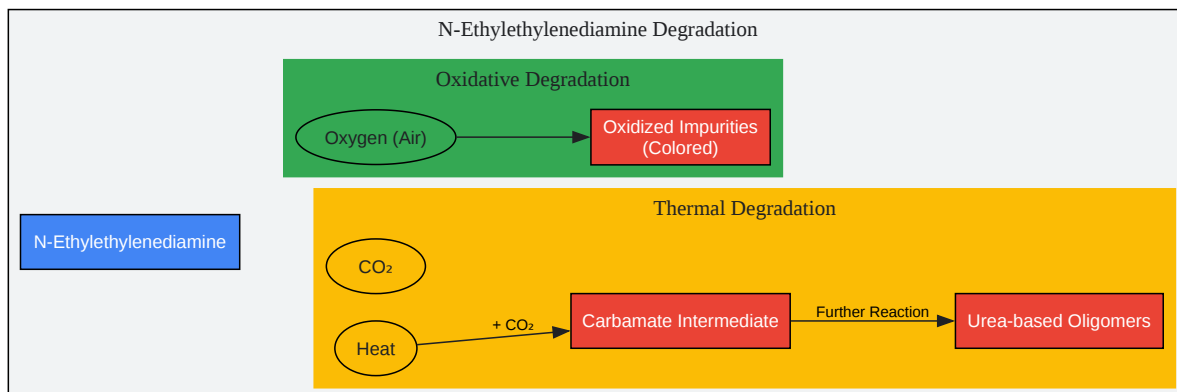 N-Ethylethylenediamine Degradation
Oxidative Degradation
Oxygen (Air)
Oxidized Impurities
(Colored)
Thermal Degradation
N-Ethylethylenediamine
CO₂
Heat
+ CO₂
Carbamate Intermediate
Further Reaction
Urea-based Oligomers